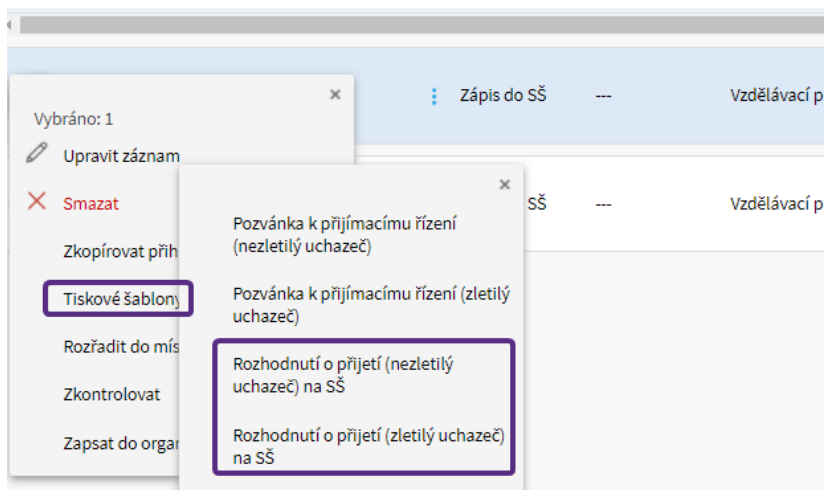 Zápis do SŠ
---
Vzdělávací p
Vybráno: 1
Upravit záznam
Smazat
SŠ
---
Vzdělávací p
Zkopírovat přih
Tiskové šablony
Rozřadit do mís
Zkontrolovat
Zapsat do orgar
Pozvánka k přijímacímu řízení
(nezletilý uchazeč)
Pozvánka k přijímacímu řízení (zletilý
uchazeč)
Rozhodnutí o přijetí (nezletilý
uchazeč) na SŠ
Rozhodnutí o přijetí (zletilý uchazeč)
na SŠ